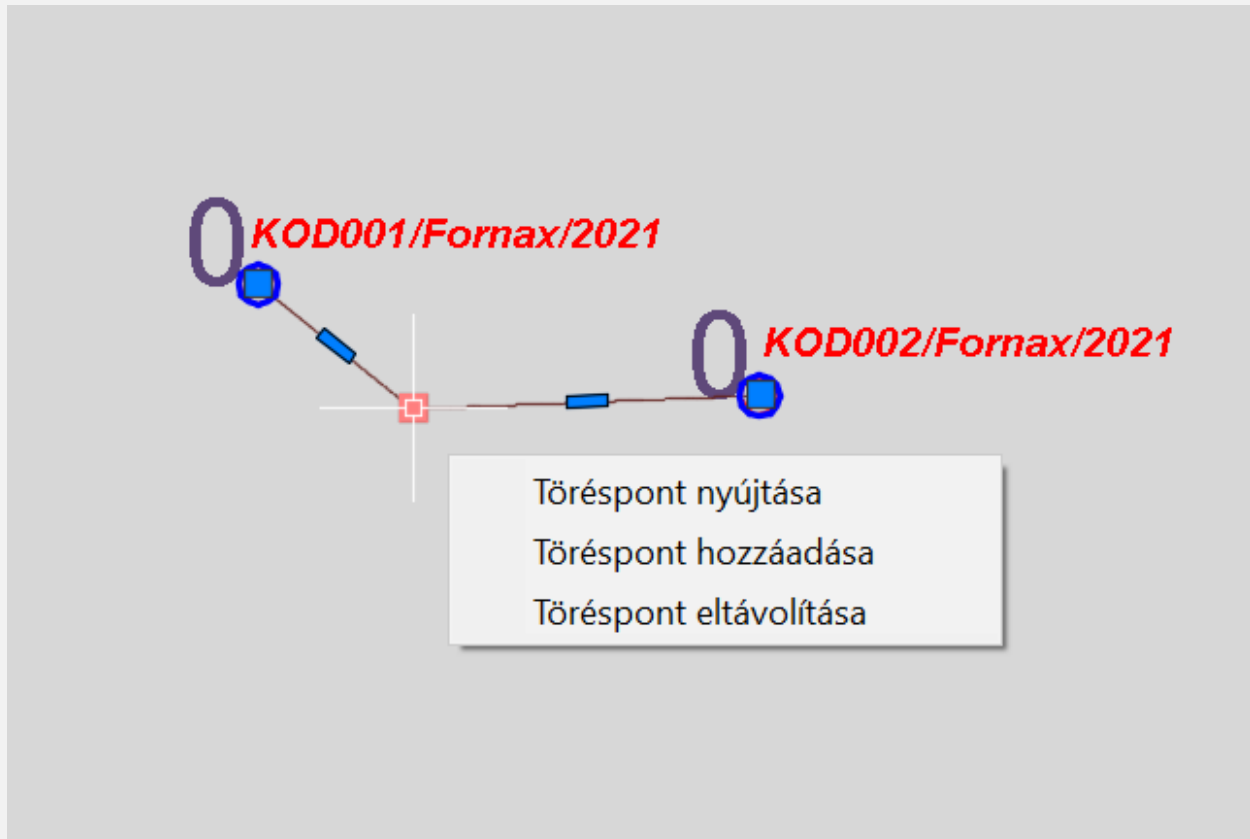 0
KOD001/Fornax/2021
0
KOD002/Fornax/2021
Töréspont nyújtása
Töréspont hozzáadása
Töréspont eltávolítása